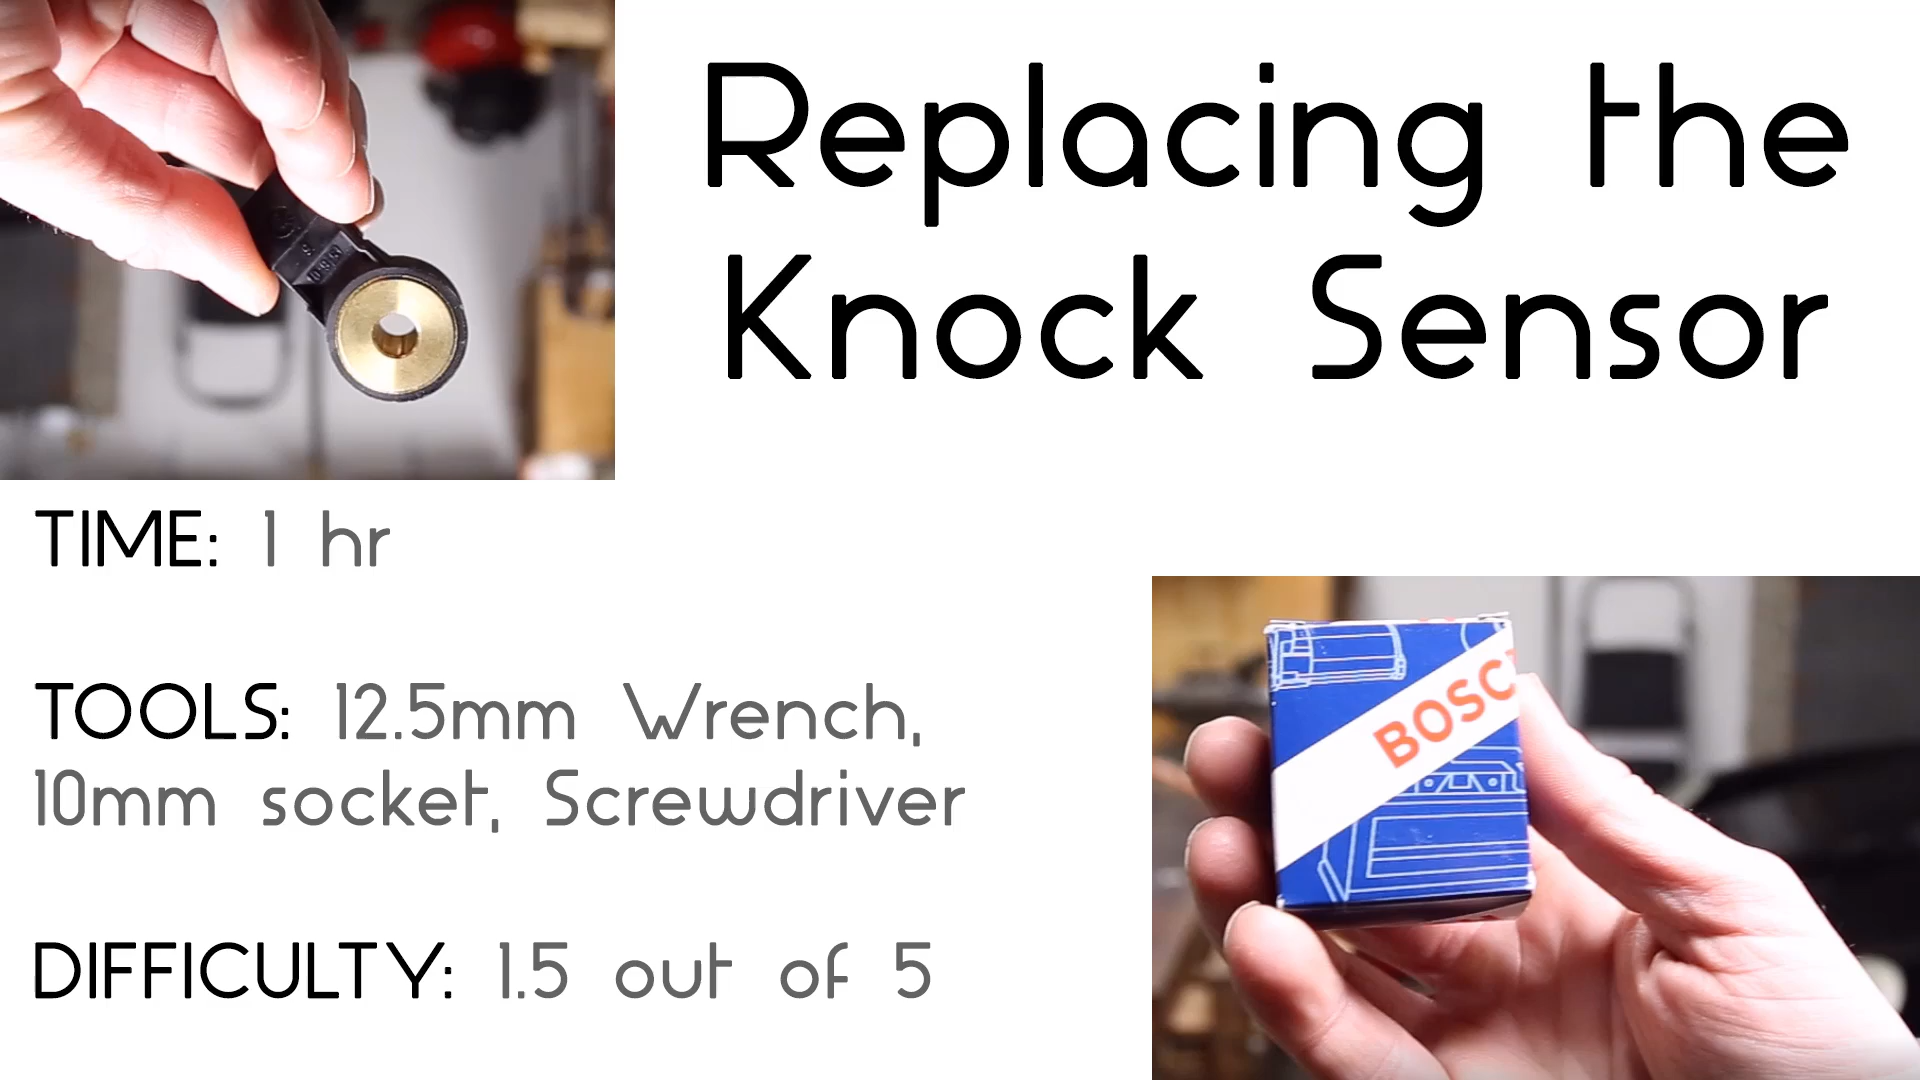 Replacing the
Knock Sensor
TIME: 1 hr
TOOLS: 12.5mm Wrench,
10mm socket, Screwdriver
DIFFICULTY: 1.5 out of 5
BOSC